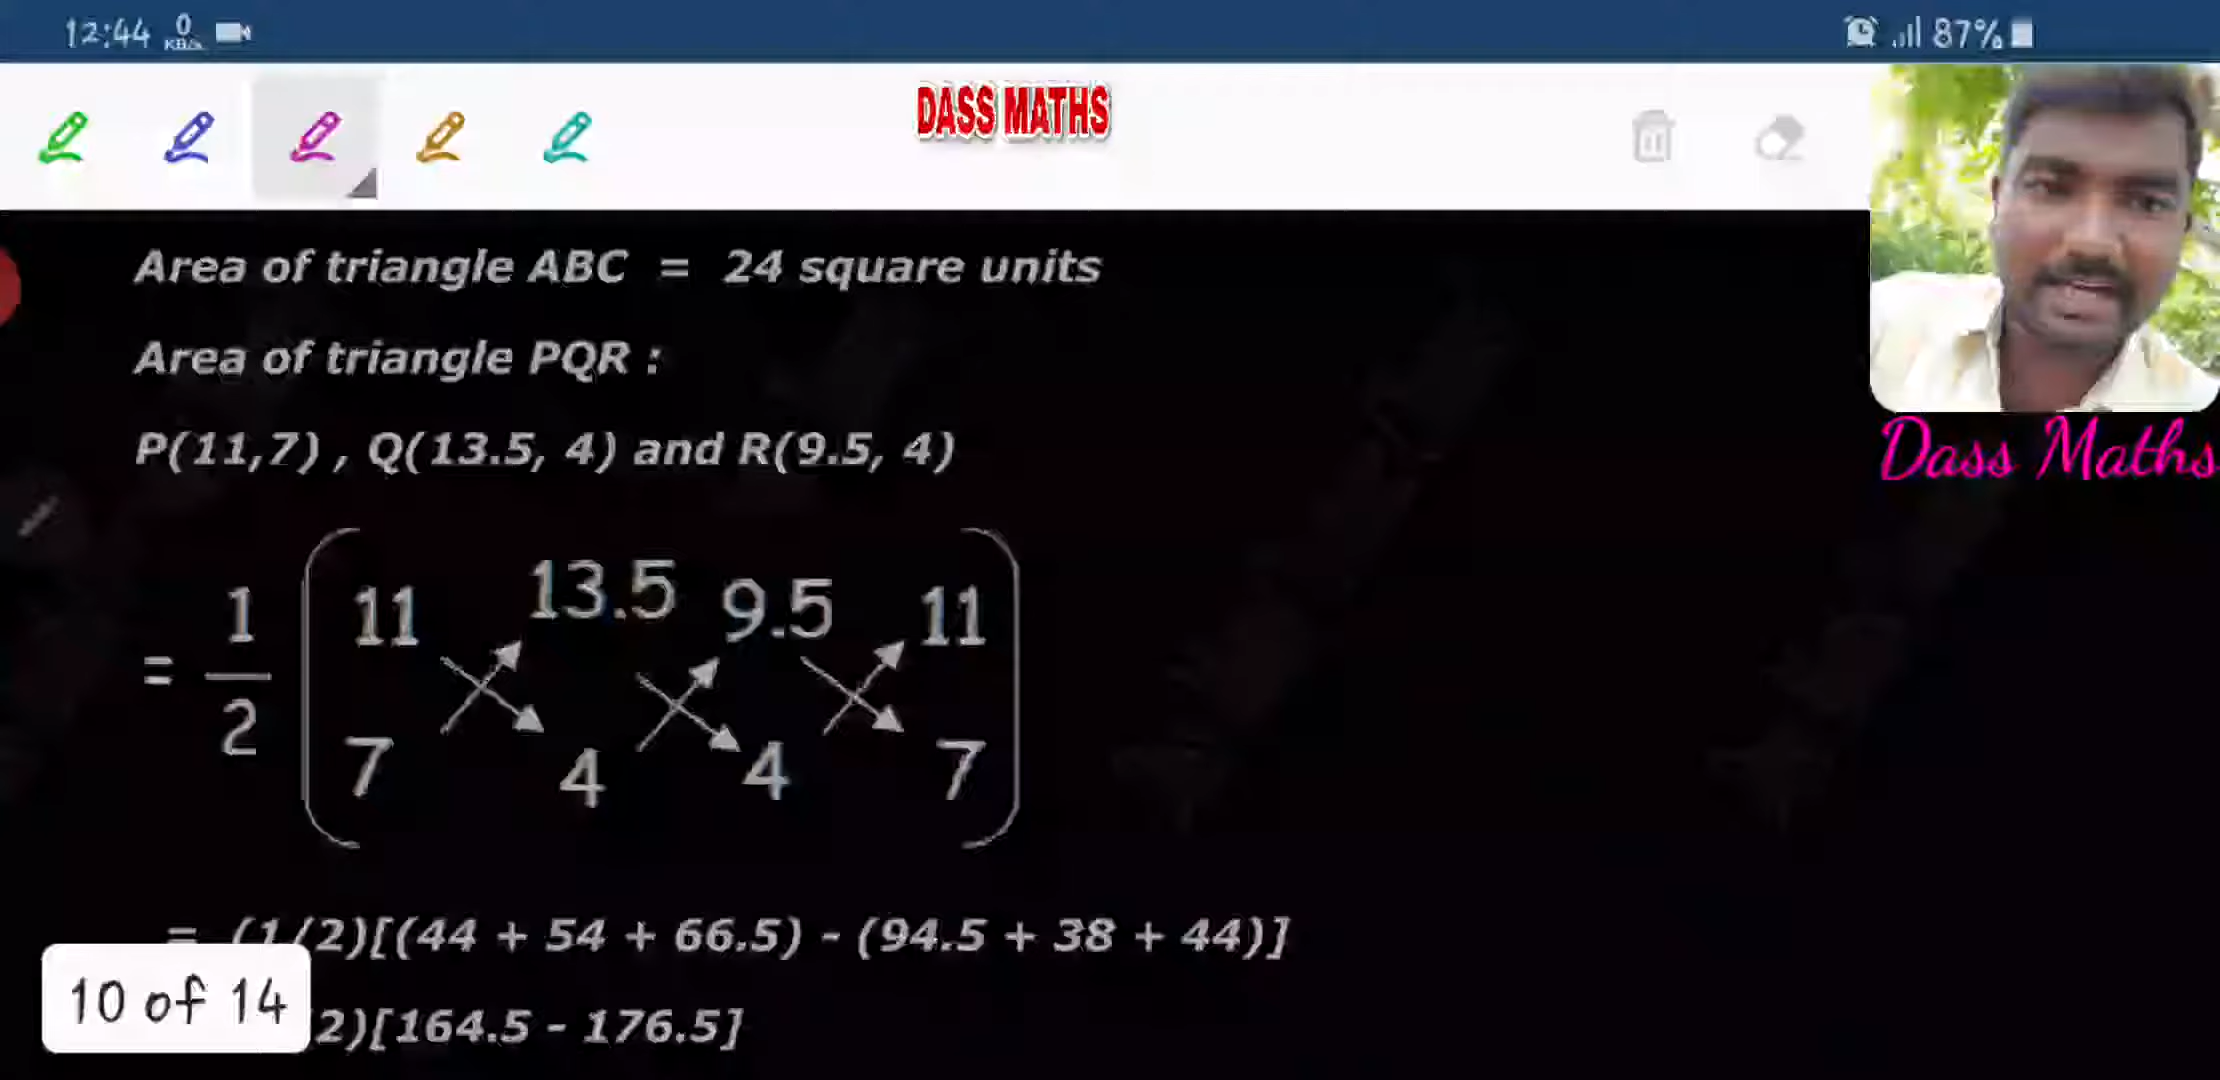 12:44 0 KB/s 87%
DASS MATHS
Area of triangle ABC = 24 square units
Area of triangle PQR :
P(11,7) , Q(13.5, 4) and R(9.5, 4)
Dass Maths
= 1/2 ( 11 13.5 9.5 11
7 4 4 7 )
= (1/2)[(44 + 54 + 66.5) - (94.5 + 38 + 44)]
10 of 14
2)[164.5 - 176.5]